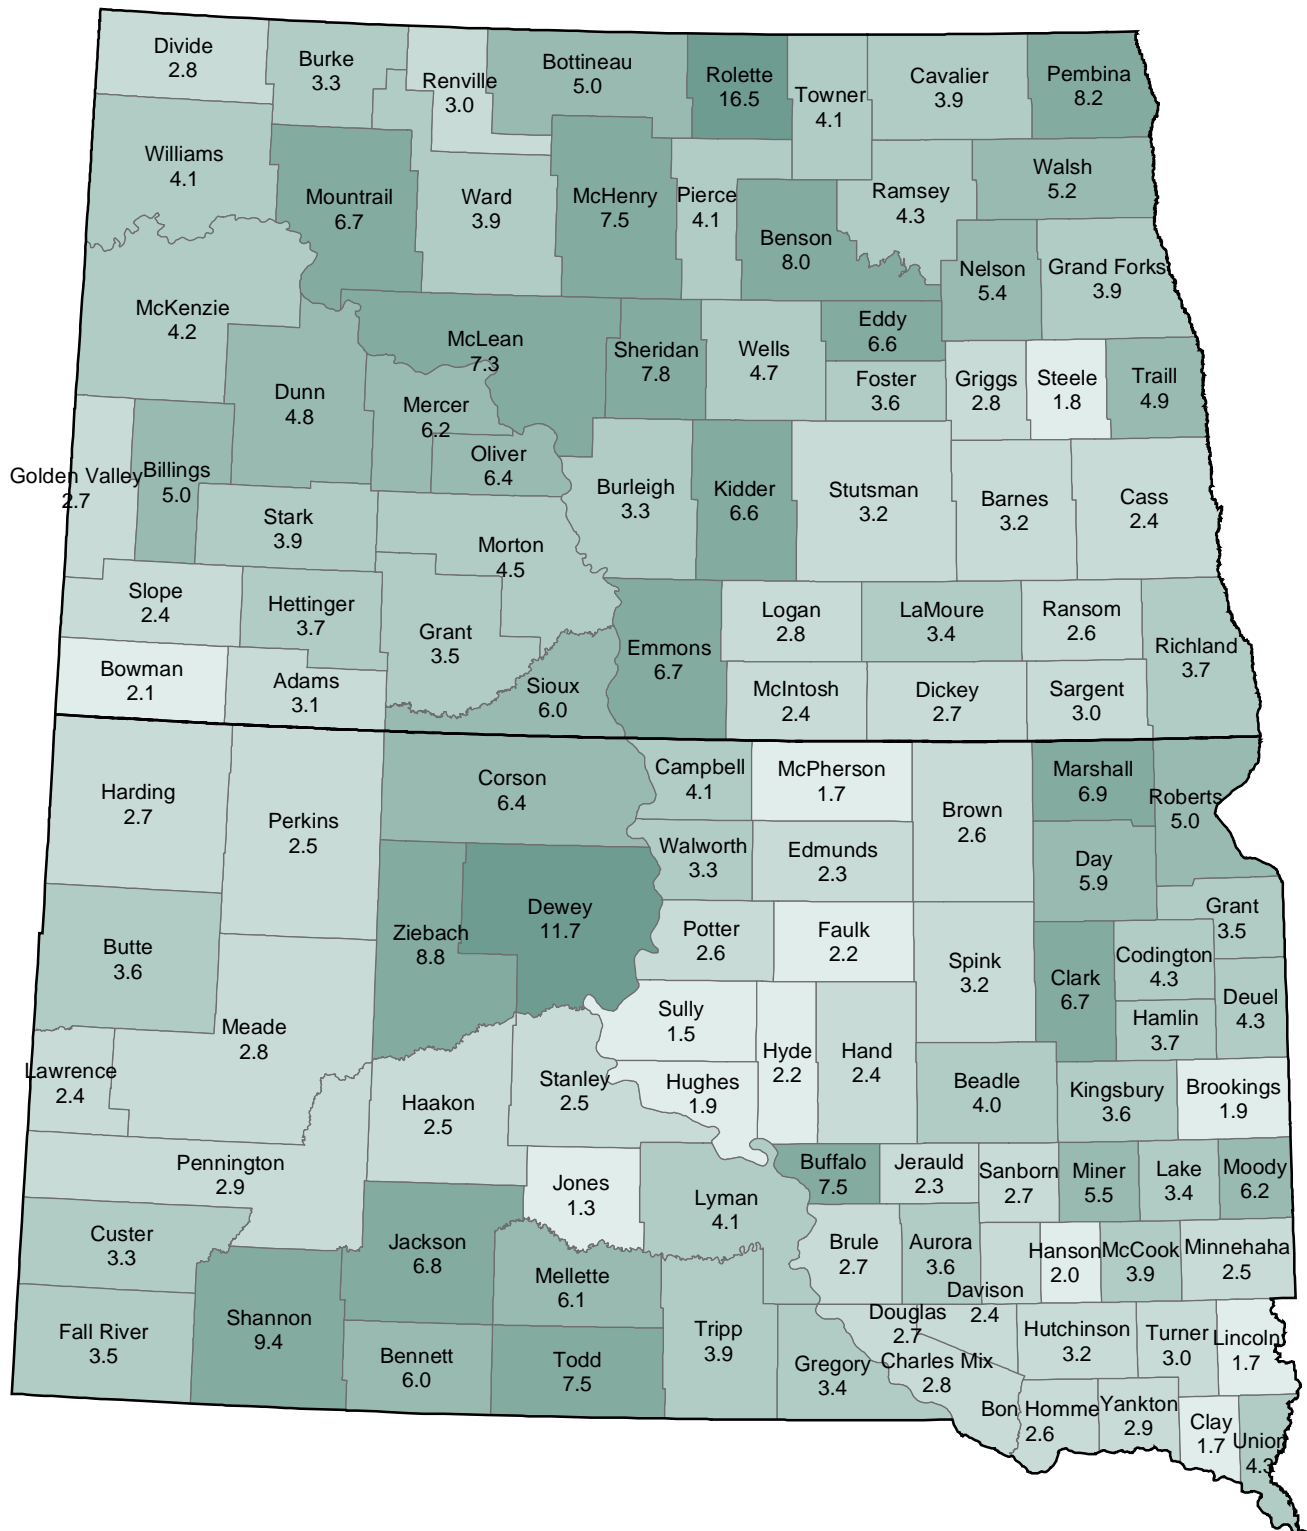 Divide
2.8
Burke
3.3
Renville
3.0
Bottineau
5.0
Rolette
16.5
Towner
4.1
Cavalier
3.9
Pembina
8.2
Williams
4.1
Mountrail
6.7
Ward
3.9
McHenry
7.5
Pierce
4.1
Benson
8.0
Ramsey
4.3
Walsh
5.2
Nelson
5.4
Grand Forks
3.9
McKenzie
4.2
McLean
7.3
Sheridan
7.8
Wells
4.7
Eddy
6.6
Foster
3.6
Griggs
2.8
Steele
1.8
Traill
4.9
Dunn
4.8
Mercer
6.2
Oliver
6.4
Golden Valley
2.7
Billings
5.0
Stark
3.9
Morton
4.5
Burleigh
3.3
Kidder
6.6
Stutsman
3.2
Barnes
3.2
Cass
2.4
Slope
2.4
Hettinger
3.7
Grant
3.5
Emmons
6.7
Logan
2.8
LaMoure
3.4
Ransom
2.6
Richland
3.7
Bowman
2.1
Adams
3.1
Sioux
6.0
McIntosh
2.4
Dickey
2.7
Sargent
3.0
Harding
2.7
Perkins
2.5
Corson
6.4
Campbell
4.1
McPherson
1.7
Brown
2.6
Marshall
6.9
Roberts
5.0
Walworth
3.3
Edmunds
2.3
Day
5.9
Butte
3.6
Ziebach
8.8
Dewey
11.7
Potter
2.6
Faulk
2.2
Spink
3.2
Clark
6.7
Grant
3.5
Codington
4.3
Hamlin
3.7
Deuel
4.3
Meade
2.8
Lawrence
2.4
Haakon
2.5
Stanley
2.5
Sully
1.5
Hughes
1.9
Hyde
2.2
Hand
2.4
Beadle
4.0
Kingsbury
3.6
Brookings
1.9
Pennington
2.9
Jones
1.3
Lyman
4.1
Buffalo
7.5
Jerauld
2.3
Sanborn
2.7
Miner
5.5
Lake
3.4
Moody
6.2
Custer
3.3
Jackson
6.8
Mellette
6.1
Brule
2.7
Aurora
3.6
Davison
2.4
Hanson
2.0
McCook
3.9
Minnehaha
2.5
Fall River
3.5
Shannon
9.4
Bennett
6.0
Todd
7.5
Tripp
3.9
Gregory
3.4
Douglas
2.7
Charles Mix
2.8
Hutchinson
3.2
Turner
3.0
Lincoln
1.7
Bon Homme
2.6
Yankton
2.9
Clay
1.7
Union
4.3